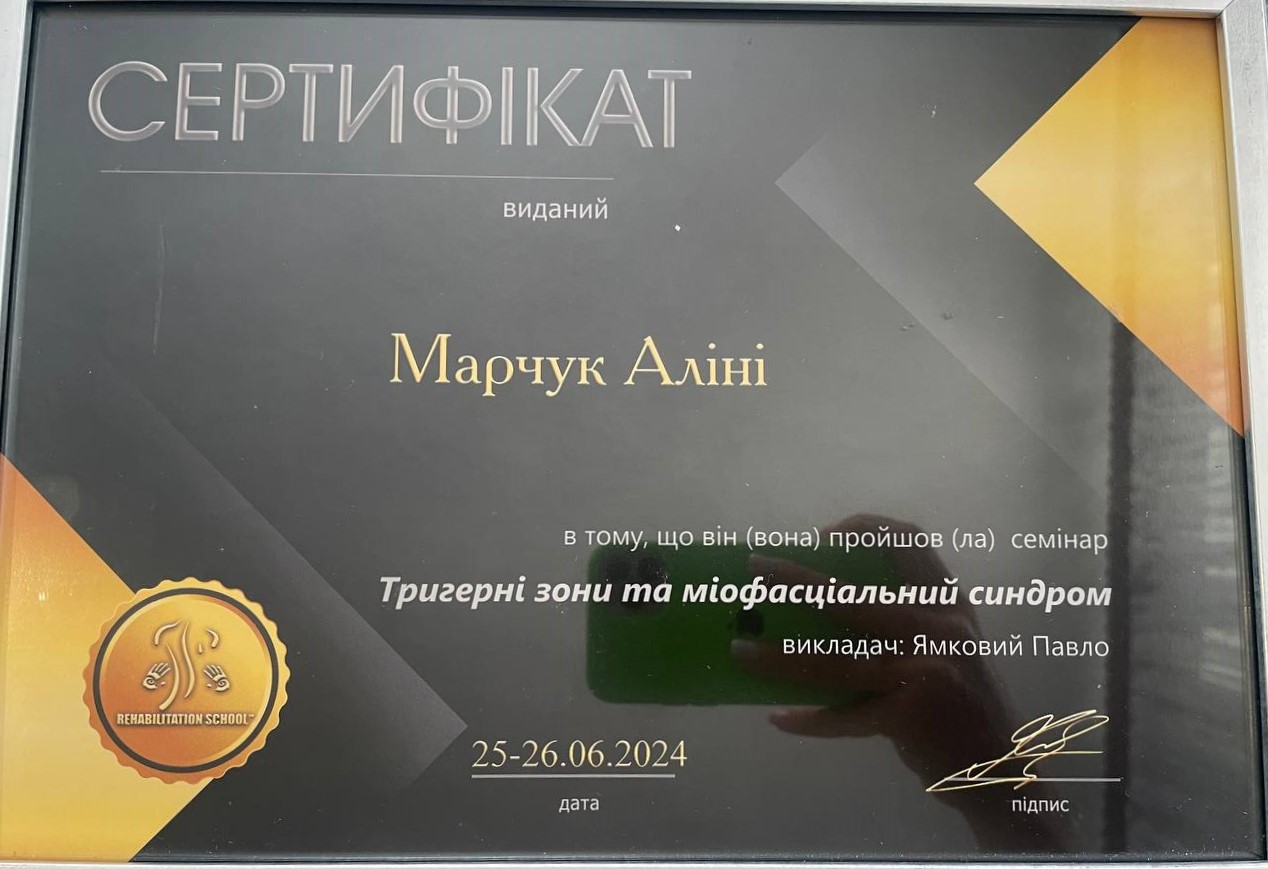 СЕРТИФІКАТ
виданий
Марчук Аліні
в тому, що він (вона) пройшов (ла) семінар
Тригерні зони та міофасціальний синдром
викладач: Ямковий Павло
REHABILITATION SCHOOL™
25-26.06.2024
дата
підпис